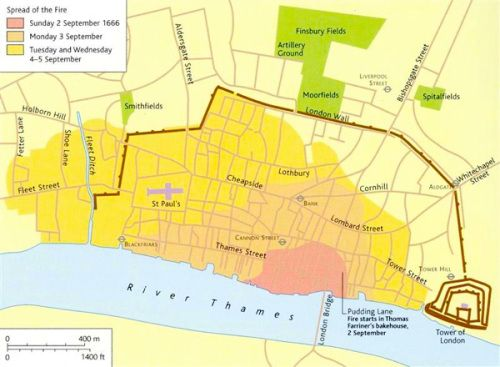 Spread of the Fire
Sunday 2 September 1666
Monday 3 September
Tuesday and Wednesday
4–5 September
Finsbury Fields
Artillery
Ground
Aldersgate Street
LIVERPOOL
STREET
Bishopsgate Street
Moorfields
Spitalfields
Smithfields
London Wall
Holborn Hill
Fetter Lane
Shoe Lane
Fleet Ditch
Whitechapel
Street
Lothbury
ALDGATE
Cheapside
Cornhill
Fleet Street
St Paul's
BANK
Lombard Street
CANNON STREET
BLACKFRIARS
Thames Street
Tower Street
TOWER HILL
River Thames
London Bridge
Pudding Lane
Fire starts in Thomas
Farriner's bakehouse,
2 September
Tower of
London
0 400 m
0 1400 ft